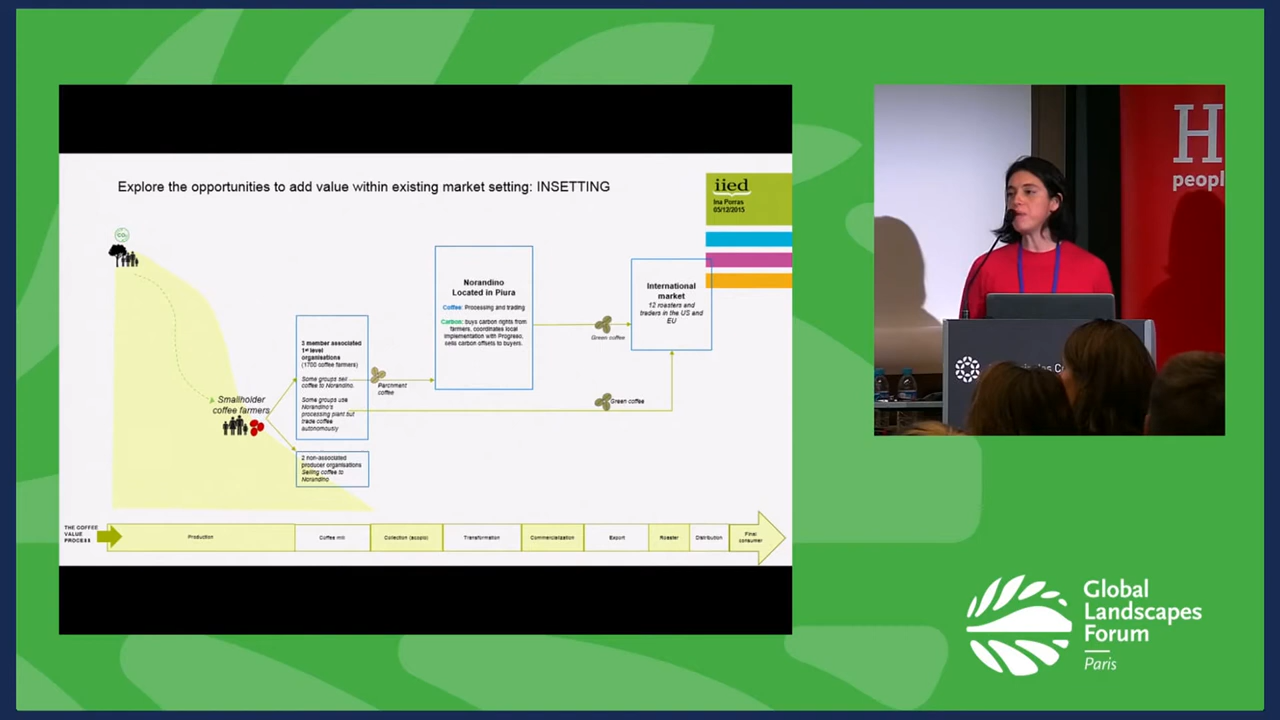 Explore the opportunities to add value within existing market setting: INSETTING
iied
Ina Porras
05/12/2015
CO₂
Smallholder
coffee farmers
3 member associated
1st level
organisations
(1700 coffee farmers)
Some groups sell
coffee to Norandino.
Some groups use
Norandino's
processing plant but
trade coffee
autonomously
2 non-associated
producer organisations
Selling coffee to
Norandino
Parchment
coffee
Norandino
Located in Piura
Coffee: Processing and trading
Carbon: buys carbon rights from
farmers, coordinates local
implementation with Progreso,
sells carbon offsets to buyers.
Green coffee
Green coffee
International
market
12 roasters and
traders in the US and
EU
THE COFFEE
VALUE
PROCESS
Production
Coffee mill
Collection (acopio)
Transformation
Commercialization
Export
Roaster
Distribution
Final
consumer
H
peopl
Global
Landscapes
Forum
Paris